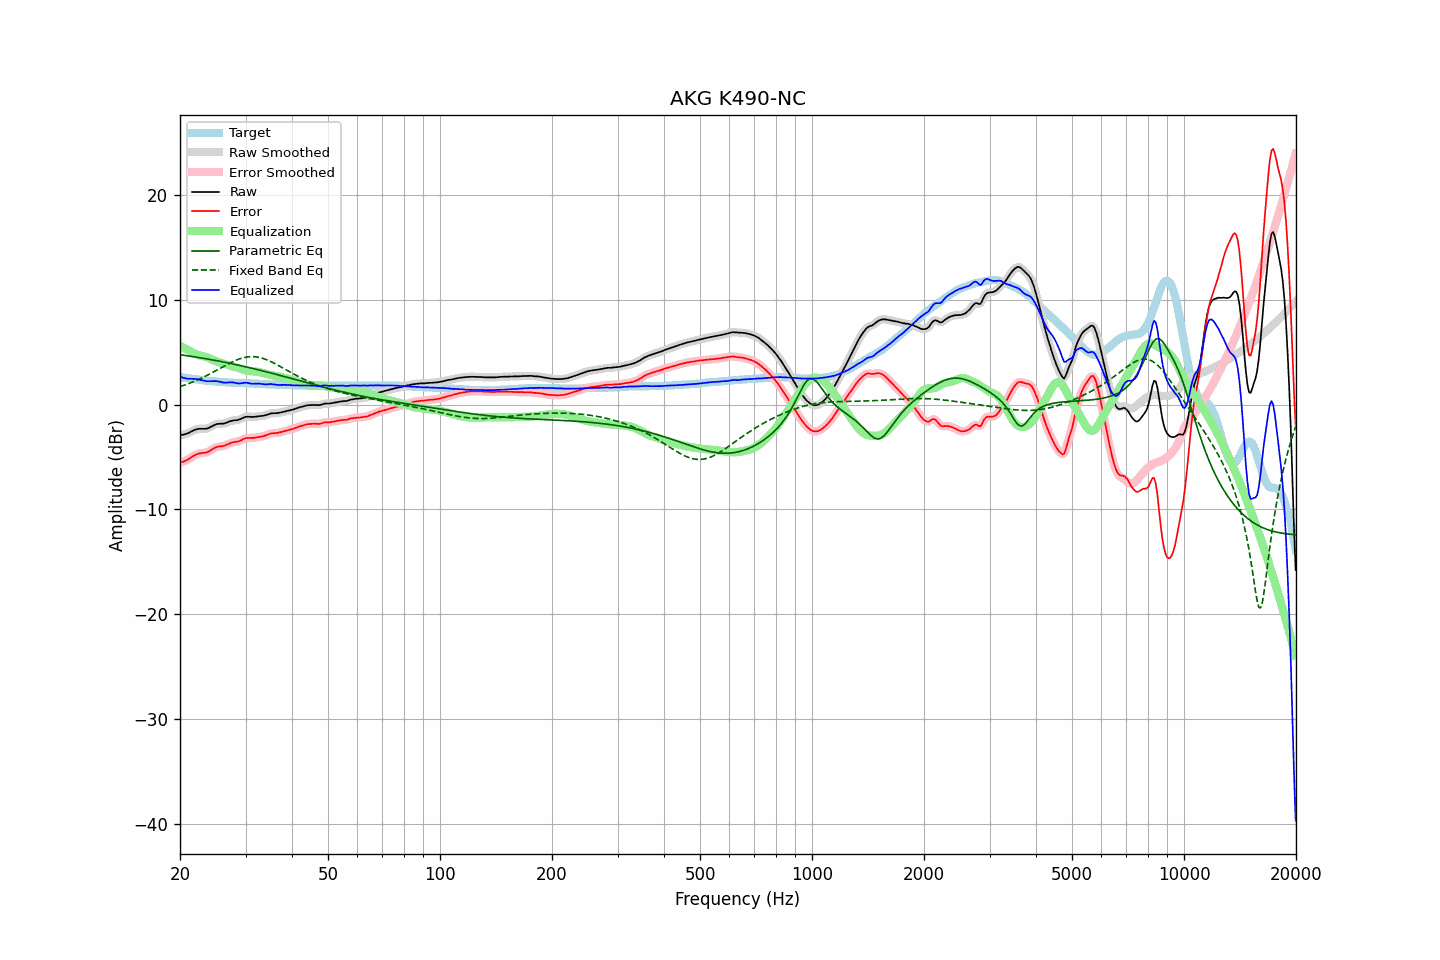 AKG K490-NC
Target
Raw Smoothed
Error Smoothed
Raw
Error
Equalization
Parametric Eq
Fixed Band Eq
Equalized
20
10
0
−10
−20
−30
−40
Amplitude (dBr)
20 50 100 200 500 1000 2000 5000 10000 20000
Frequency (Hz)